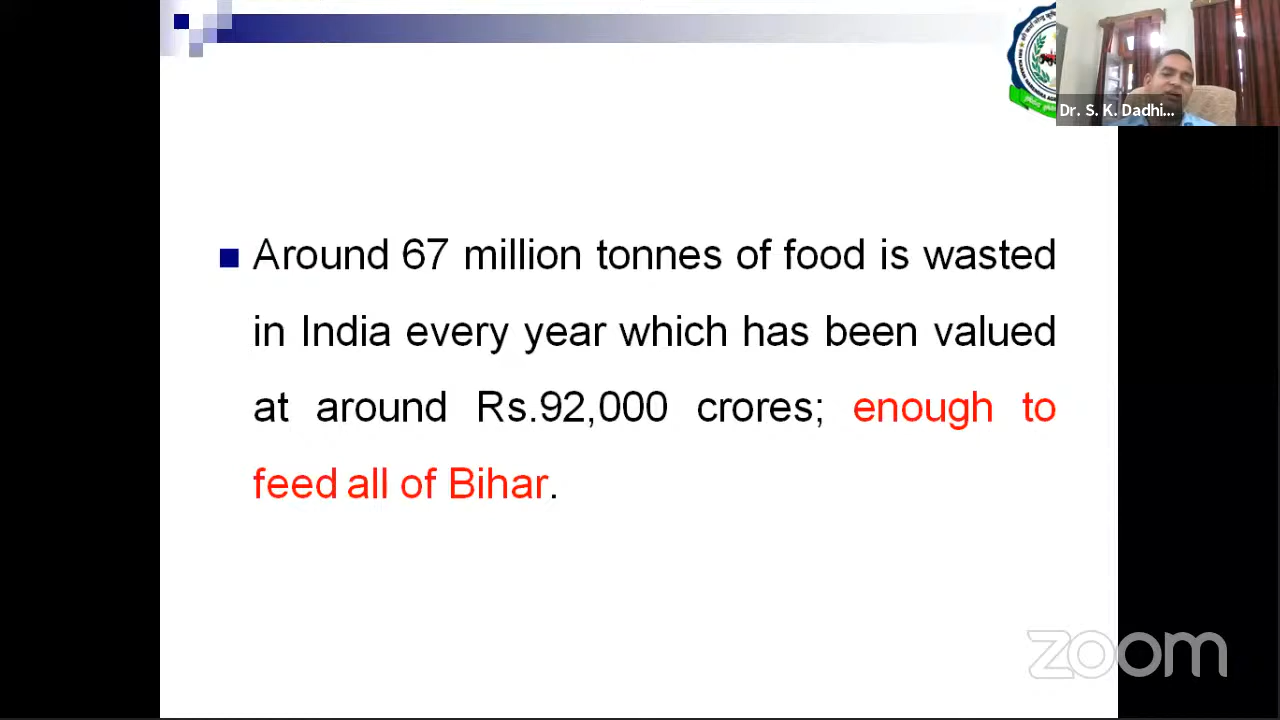 Dr. S. K. Dadhi...
Around 67 million tonnes of food is wasted
in India every year which has been valued
at around Rs.92,000 crores; enough to
feed all of Bihar.
zoom